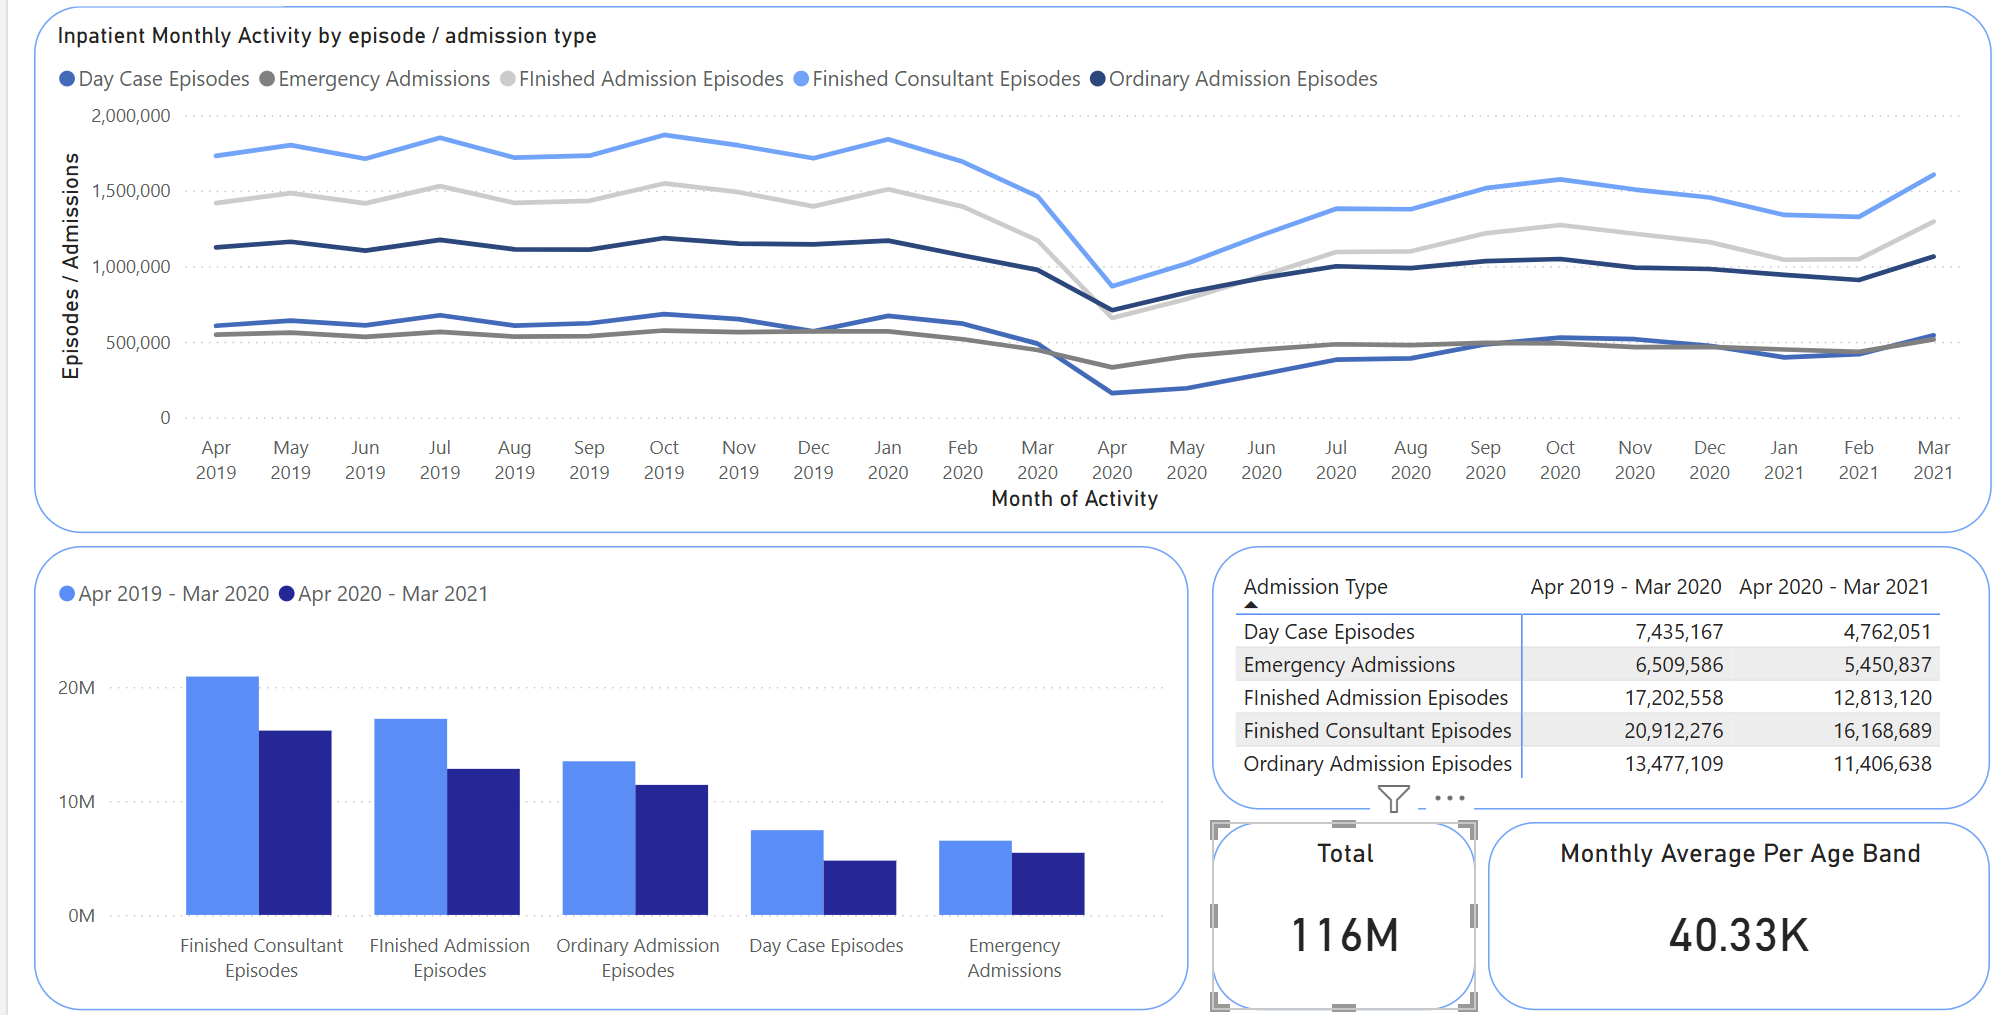 Inpatient Monthly Activity by episode / admission type
Day Case Episodes Emergency Admissions FInished Admission Episodes Finished Consultant Episodes Ordinary Admission Episodes
Episodes / Admissions
2,000,000
1,500,000
1,000,000
500,000
0
Apr May Jun Jul Aug Sep Oct Nov Dec Jan Feb Mar Apr May Jun Jul Aug Sep Oct Nov Dec Jan Feb Mar
2019 2019 2019 2019 2019 2019 2019 2019 2019 2020 2020 2020 2020 2020 2020 2020 2020 2020 2020 2020 2020 2021 2021 2021
Month of Activity
Apr 2019 - Mar 2020 Apr 2020 - Mar 2021
20M
10M
0M
Finished Consultant FInished Admission Ordinary Admission Day Case Episodes Emergency
Episodes Episodes Episodes Admissions
Admission Type Apr 2019 - Mar 2020 Apr 2020 - Mar 2021
Day Case Episodes 7,435,167 4,762,051
Emergency Admissions 6,509,586 5,450,837
FInished Admission Episodes 17,202,558 12,813,120
Finished Consultant Episodes 20,912,276 16,168,689
Ordinary Admission Episodes 13,477,109 11,406,638
Total
116M
Monthly Average Per Age Band
40.33K